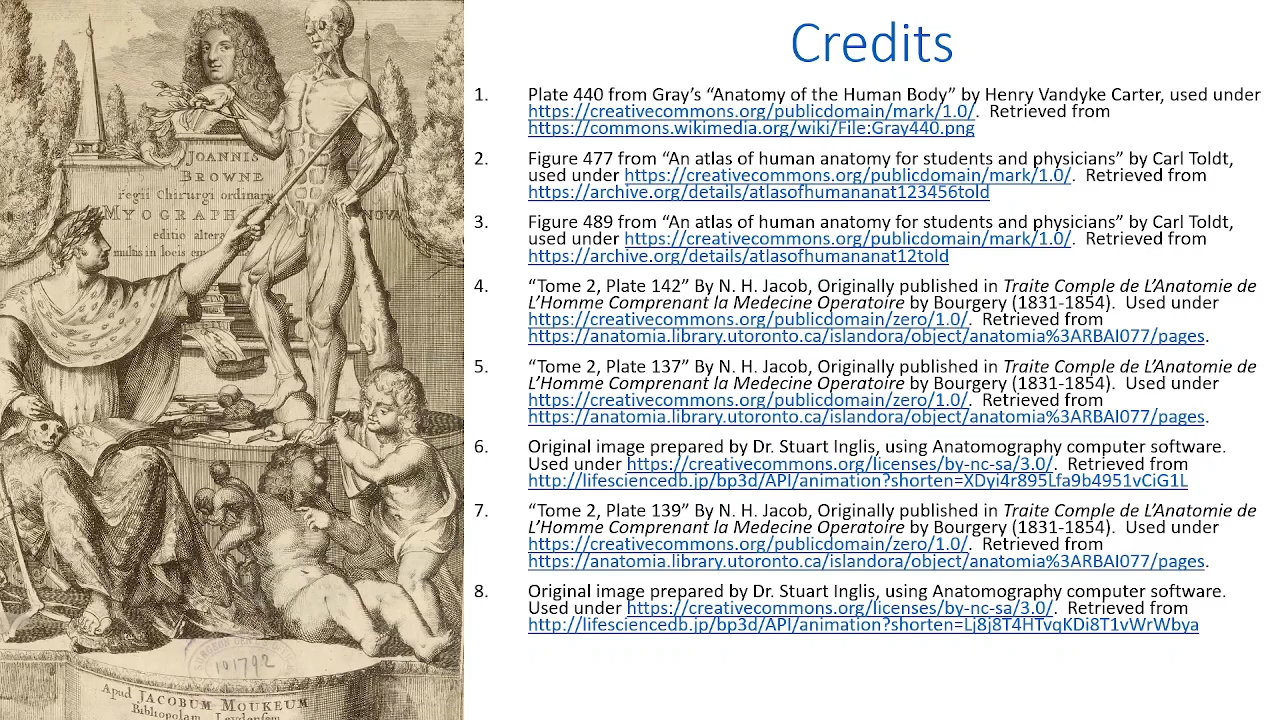 JOANNIS
BROWNE
regii Chirurgi ordinar
MYOGRAPH
NOVA
editio altera
multis in locis em
101792
Apud JACOBUM MOUKEUM
Bibliopolam Leydensem
Credits
1. Plate 440 from Gray’s “Anatomy of the Human Body” by Henry Vandyke Carter, used under
https://creativecommons.org/publicdomain/mark/1.0/. Retrieved from
https://commons.wikimedia.org/wiki/File:Gray440.png
2. Figure 477 from “An atlas of human anatomy for students and physicians” by Carl Toldt,
used under https://creativecommons.org/publicdomain/mark/1.0/. Retrieved from
https://archive.org/details/atlasofhumananat123456told
3. Figure 489 from “An atlas of human anatomy for students and physicians” by Carl Toldt,
used under https://creativecommons.org/publicdomain/mark/1.0/. Retrieved from
https://archive.org/details/atlasofhumananat12told
4. “Tome 2, Plate 142” By N. H. Jacob, Originally published in Traite Comple de L’Anatomie de
L’Homme Comprenant la Medecine Operatoire by Bourgery (1831-1854). Used under
https://creativecommons.org/publicdomain/zero/1.0/. Retrieved from
https://anatomia.library.utoronto.ca/islandora/object/anatomia%3ARBAI077/pages.
5. “Tome 2, Plate 137” By N. H. Jacob, Originally published in Traite Comple de L’Anatomie de
L’Homme Comprenant la Medecine Operatoire by Bourgery (1831-1854). Used under
https://creativecommons.org/publicdomain/zero/1.0/. Retrieved from
https://anatomia.library.utoronto.ca/islandora/object/anatomia%3ARBAI077/pages.
6. Original image prepared by Dr. Stuart Inglis, using Anatomography computer software.
Used under https://creativecommons.org/licenses/by-nc-sa/3.0/. Retrieved from
http://lifesciencedb.jp/bp3d/API/animation?shorten=XDyi4r895Lfa9b4951vCiG1L
7. “Tome 2, Plate 139” By N. H. Jacob, Originally published in Traite Comple de L’Anatomie de
L’Homme Comprenant la Medecine Operatoire by Bourgery (1831-1854). Used under
https://creativecommons.org/publicdomain/zero/1.0/. Retrieved from
https://anatomia.library.utoronto.ca/islandora/object/anatomia%3ARBAI077/pages.
8. Original image prepared by Dr. Stuart Inglis, using Anatomography computer software.
Used under https://creativecommons.org/licenses/by-nc-sa/3.0/. Retrieved from
http://lifesciencedb.jp/bp3d/API/animation?shorten=Lj8j8T4HTvqKDi8T1vWrWbya